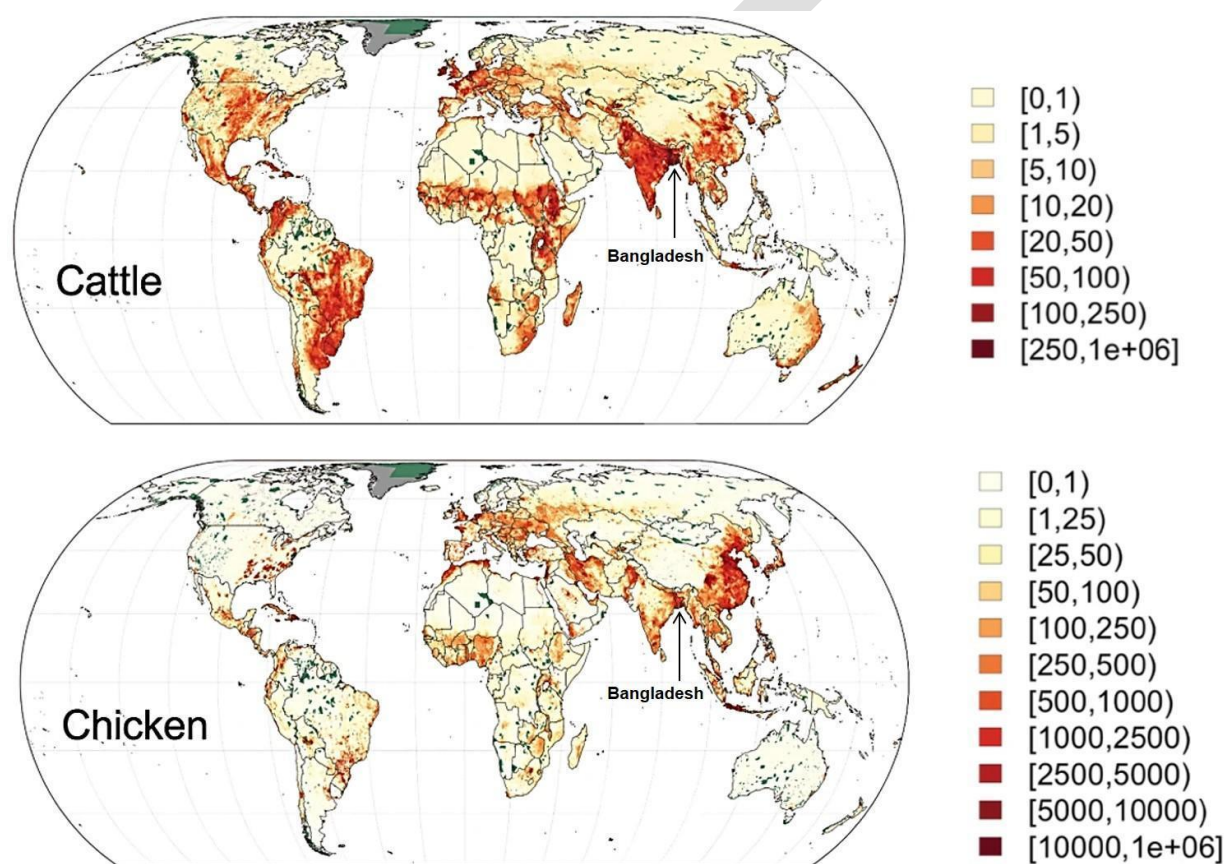 [0,1)
[1,5)
[5,10)
[10,20)
[20,50)
[50,100)
[100,250)
[250,1e+06]
Bangladesh
Cattle
[0,1)
[1,25)
[25,50)
[50,100)
[100,250)
[250,500)
[500,1000)
[1000,2500)
[2500,5000)
[5000,10000)
[10000,1e+06]
Bangladesh
Chicken